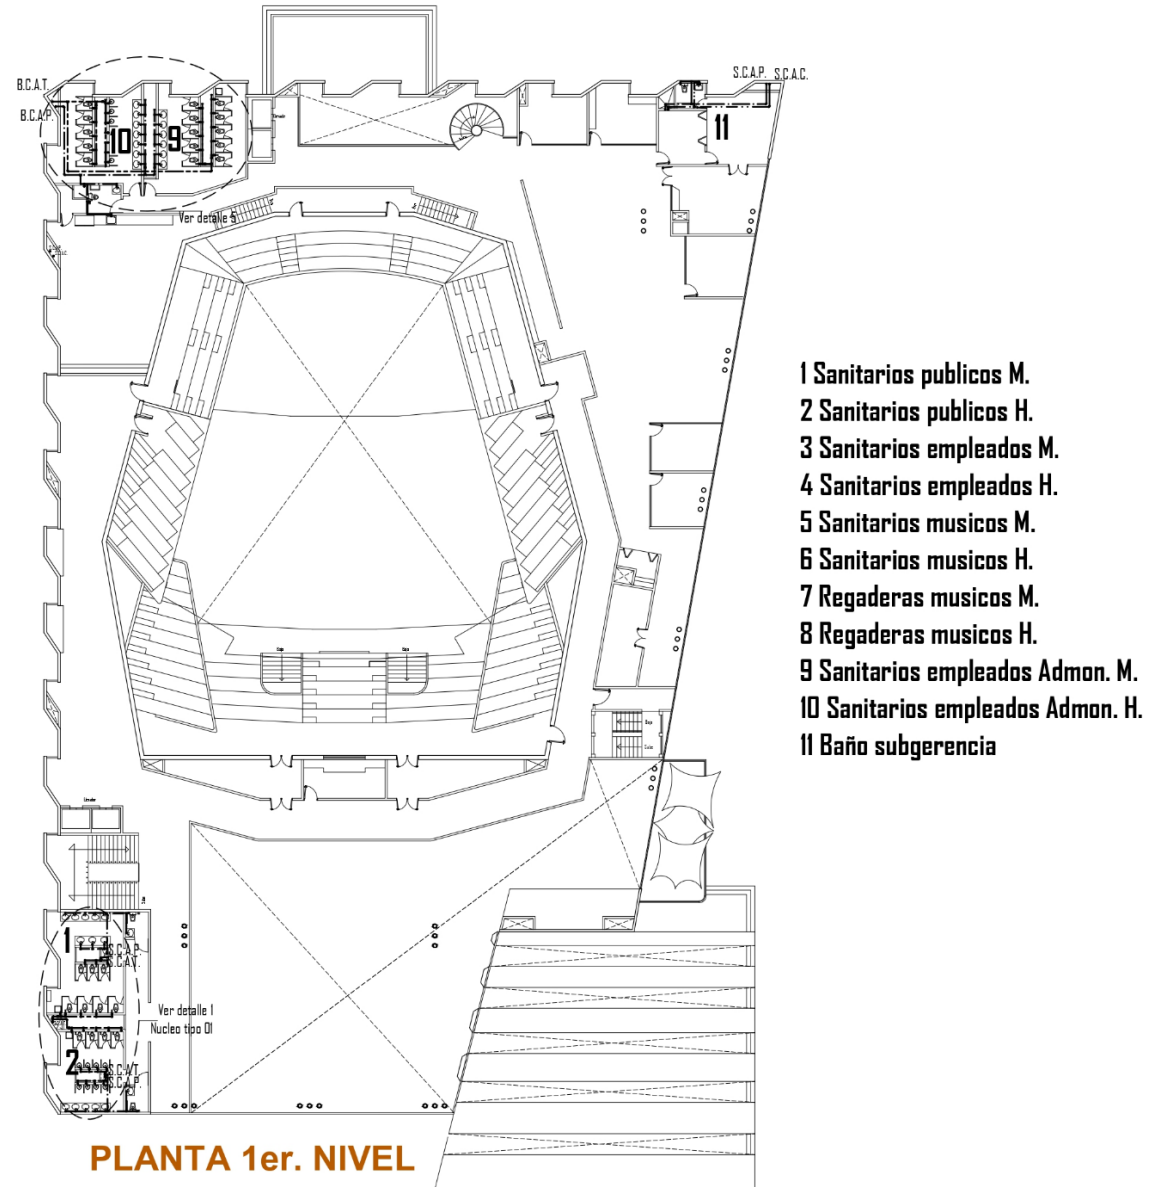 B.C.A.T.
B.C.A.P.
S.C.A.P. S.C.A.C.
10
9
11
Ver detalle 5
1 Sanitarios publicos M.
2 Sanitarios publicos H.
3 Sanitarios empleados M.
4 Sanitarios empleados H.
5 Sanitarios musicos M.
6 Sanitarios musicos H.
7 Regaderas musicos M.
8 Regaderas musicos H.
9 Sanitarios empleados Admon. M.
10 Sanitarios empleados Admon. H.
11 Baño subgerencia
Baja
Sube
1
S.C.A.P.
S.C.A.T.
Ver detalle 1
Nucleo tipo 01
2
S.C.A.T.
S.C.A.P.
PLANTA 1er. NIVEL